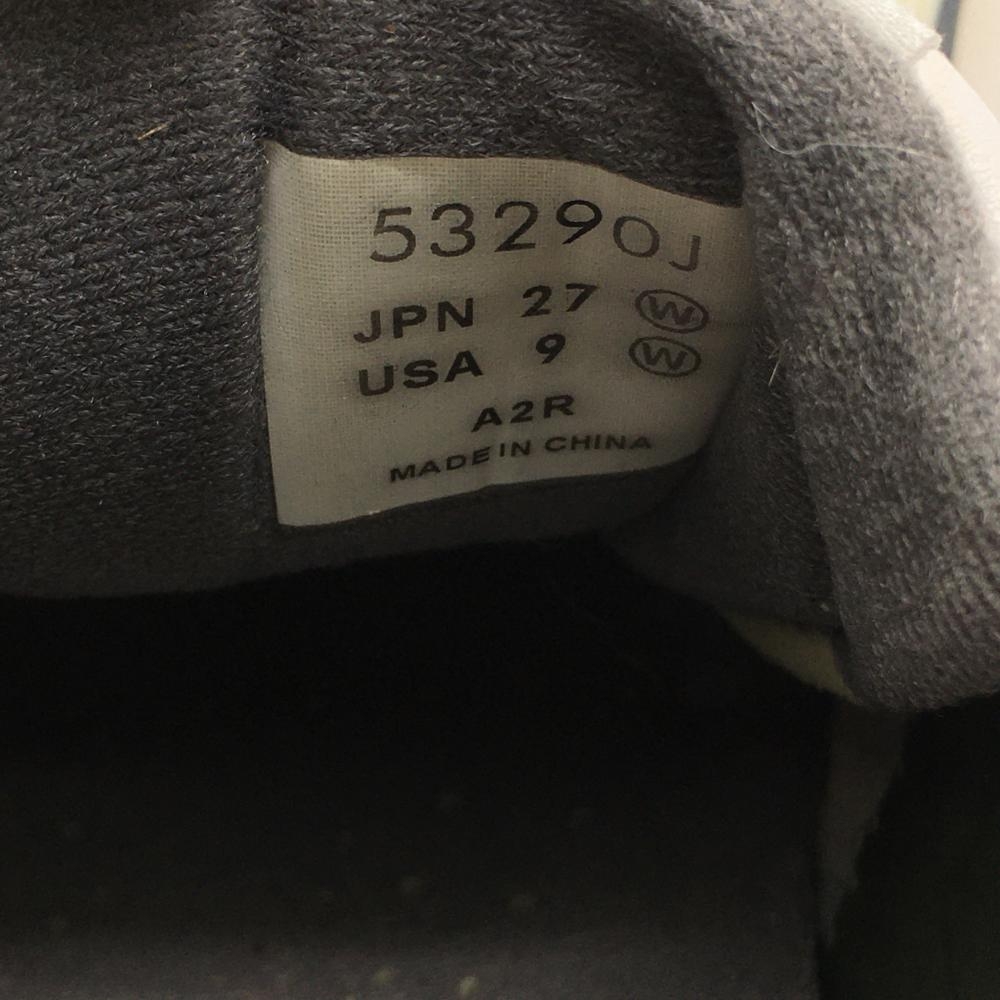 53290J
JPN 27 W
USA 9 W
A2R
MADE IN CHINA